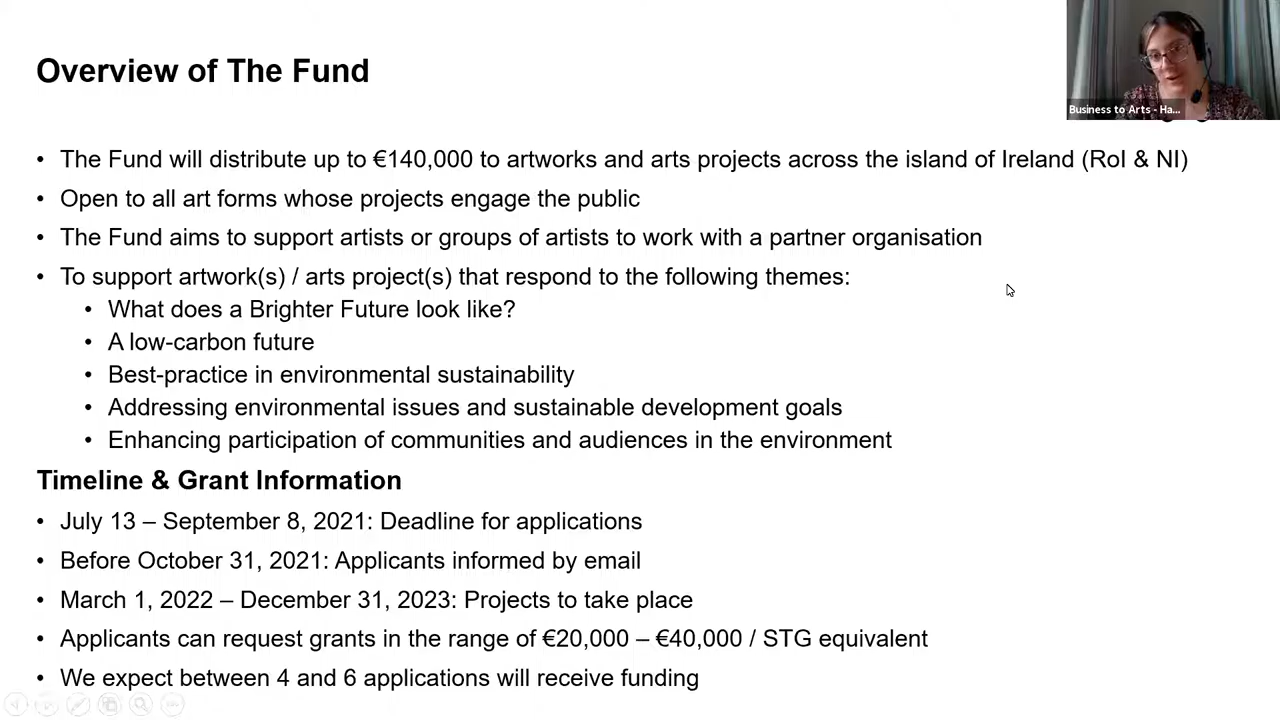 Overview of The Fund
Business to Arts - Ha...
• The Fund will distribute up to €140,000 to artworks and arts projects across the island of Ireland (RoI & NI)
• Open to all art forms whose projects engage the public
• The Fund aims to support artists or groups of artists to work with a partner organisation
• To support artwork(s) / arts project(s) that respond to the following themes:
• What does a Brighter Future look like?
• A low-carbon future
• Best-practice in environmental sustainability
• Addressing environmental issues and sustainable development goals
• Enhancing participation of communities and audiences in the environment
Timeline & Grant Information
• July 13 – September 8, 2021: Deadline for applications
• Before October 31, 2021: Applicants informed by email
• March 1, 2022 – December 31, 2023: Projects to take place
• Applicants can request grants in the range of €20,000 – €40,000 / STG equivalent
• We expect between 4 and 6 applications will receive funding